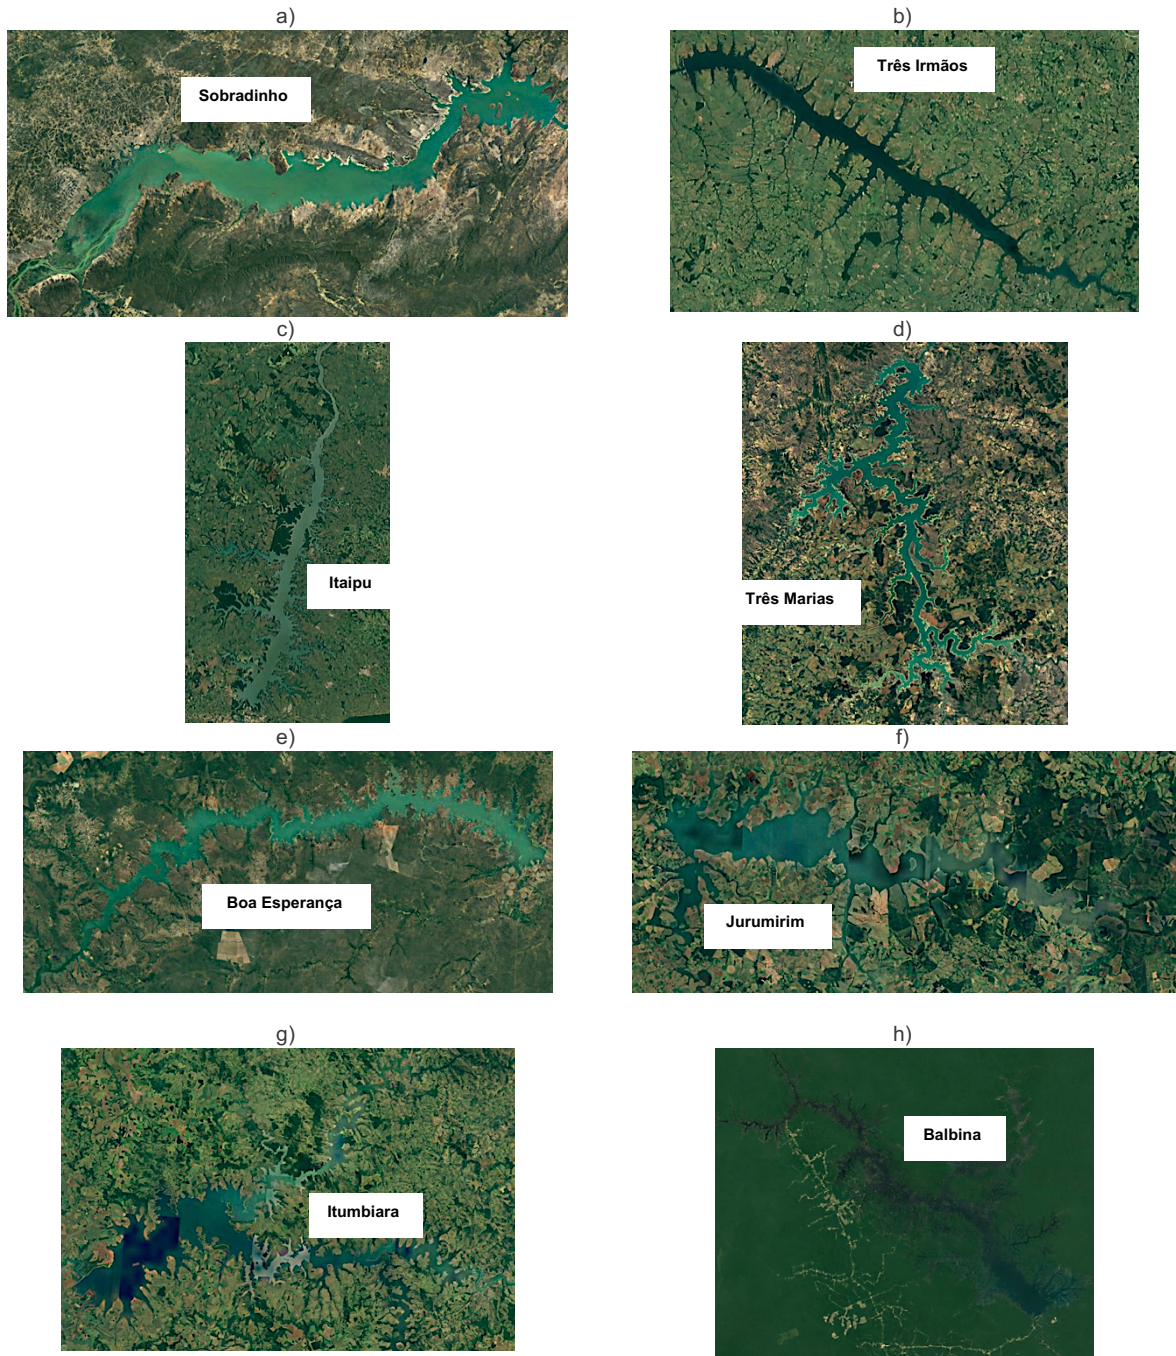 a)
b)
Sobradinho
Três Irmãos
c)
d)
Itaipu
Três Marias
e)
f)
Boa Esperança
Jurumirim
g)
h)
Itumbiara
Balbina